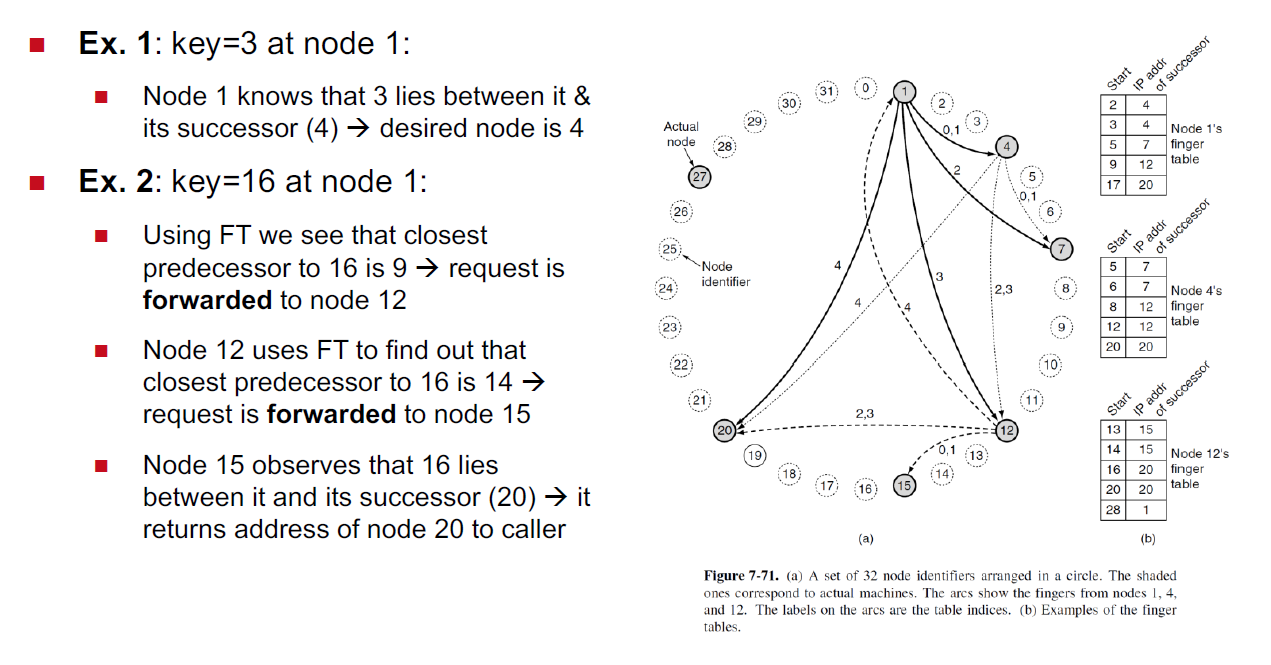 Ex. 1: key=3 at node 1:
Node 1 knows that 3 lies between it &
its successor (4) → desired node is 4
Ex. 2: key=16 at node 1:
Using FT we see that closest
predecessor to 16 is 9 → request is
forwarded to node 12
Node 12 uses FT to find out that
closest predecessor to 16 is 14 →
request is forwarded to node 15
Node 15 observes that 16 lies
between it and its successor (20) → it
returns address of node 20 to caller
Actual
node
Node
identifier
0
1
2
3
4
5
6
7
8
9
10
11
12
13
14
15
16
17
18
19
20
21
22
23
24
25
26
27
28
29
30
31
0,1
2
3
4
0,1
2,3
4
0,1
2,3
4
(a)
Start
IP addr
of successor
2 4
3 4
5 7
9 12
17 20
Node 1's
finger
table
Start
IP addr
of successor
5 7
6 7
8 12
12 12
20 20
Node 4's
finger
table
Start
IP addr
of successor
13 15
14 15
16 20
20 20
28 1
Node 12's
finger
table
(b)
Figure 7-71. (a) A set of 32 node identifiers arranged in a circle. The shaded
ones correspond to actual machines. The arcs show the fingers from nodes 1, 4,
and 12. The labels on the arcs are the table indices. (b) Examples of the finger
tables.